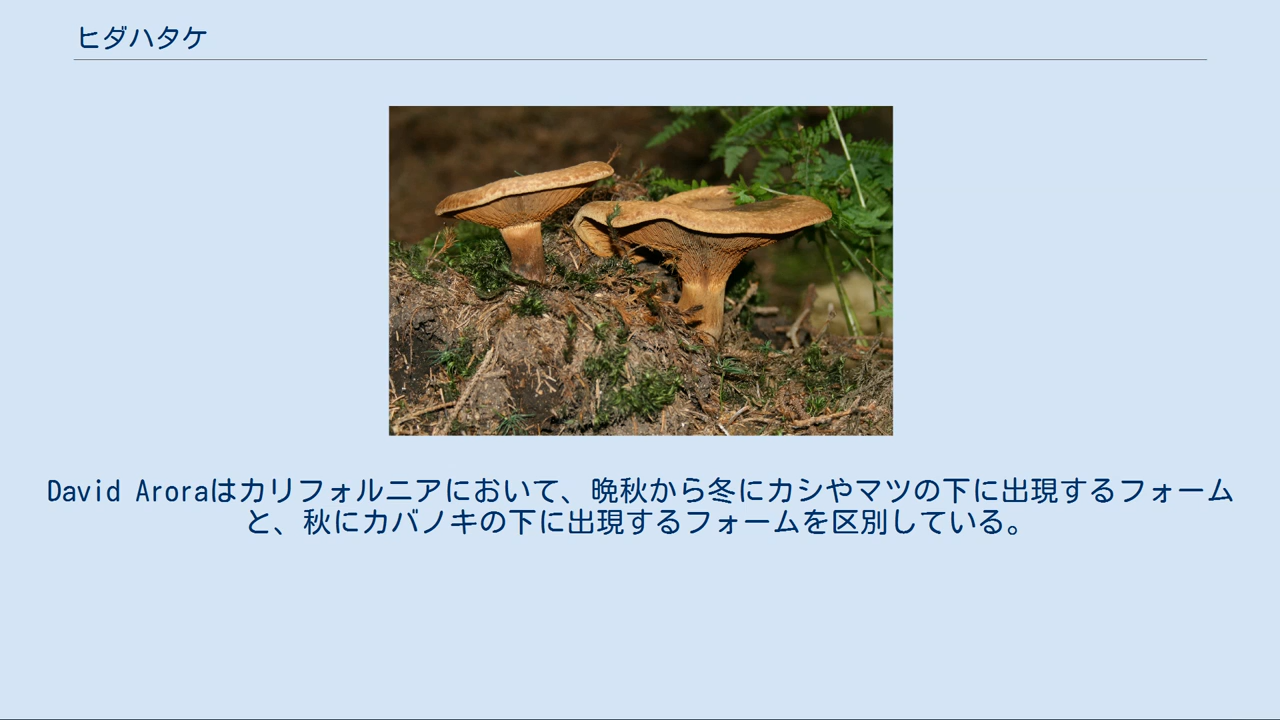 ヒダハタケ
David Aroraはカリフォルニアにおいて、晩秋から冬にカシやマツの下に出現するフォーム
と、秋にカバノキの下に出現するフォームを区別している。